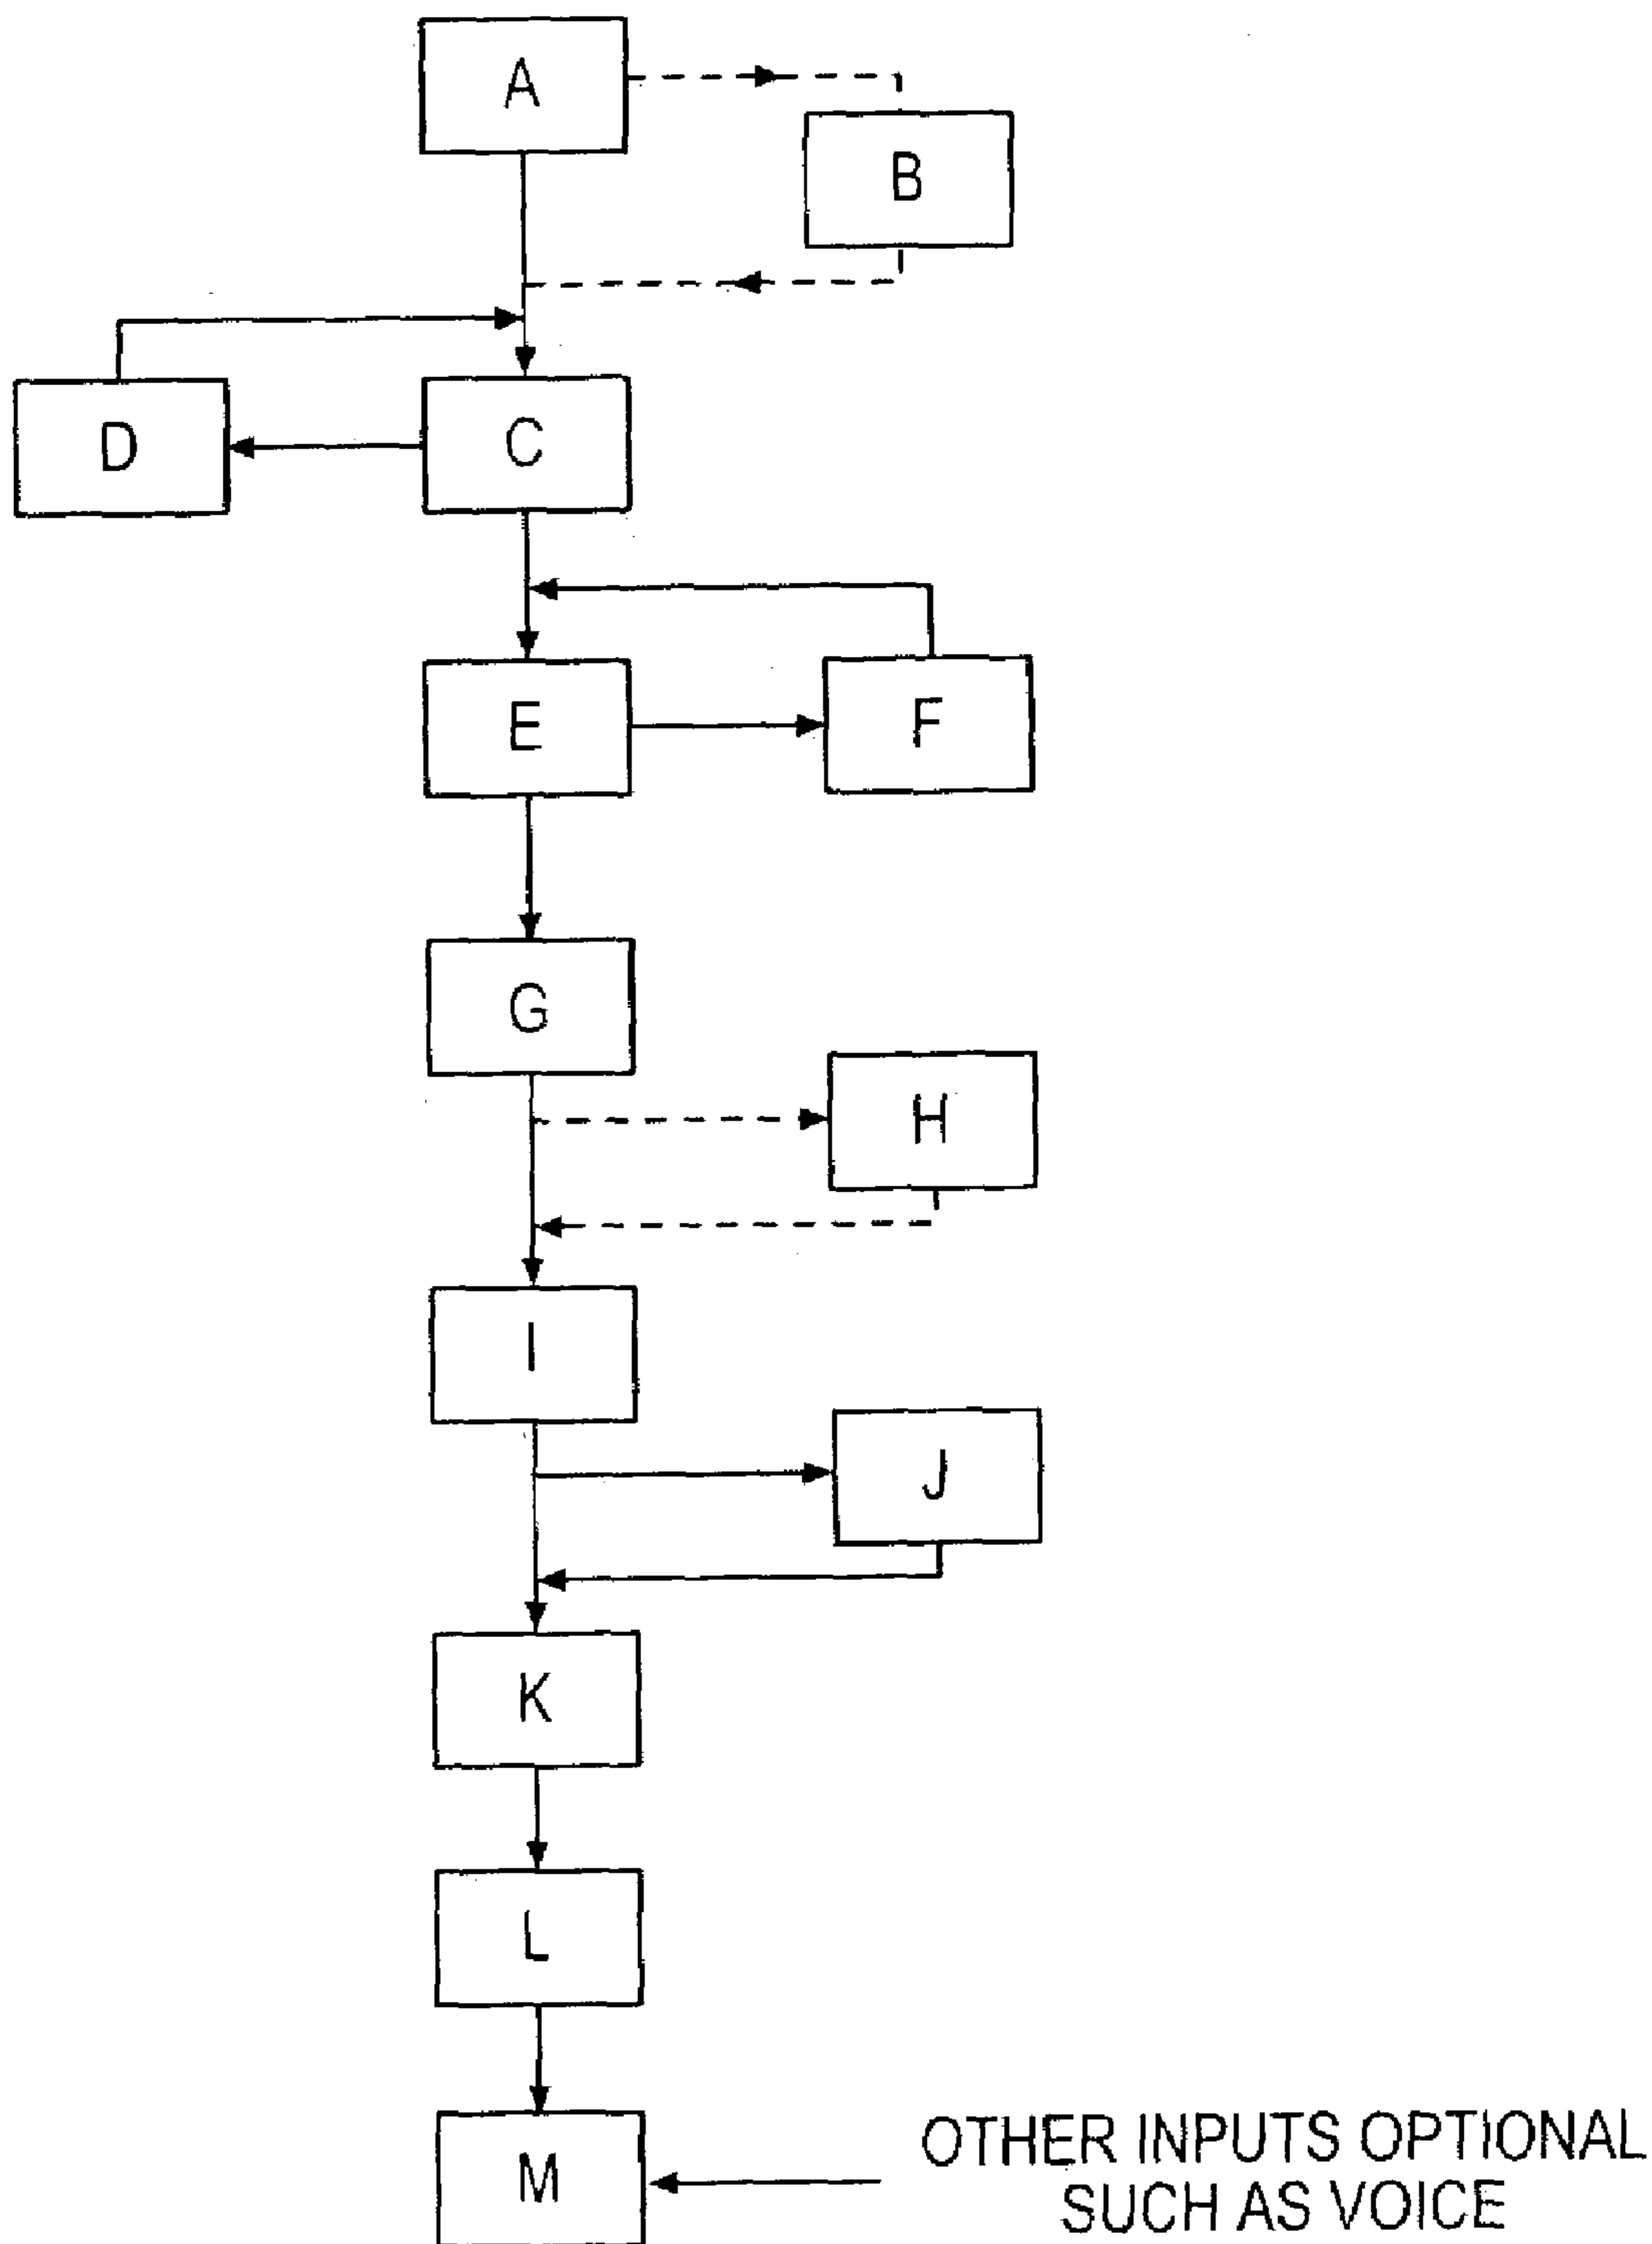 A
B
D
C
E
F
G
H
I
J
K
L
M
OTHER INPUTS OPTIONAL
SUCH AS VOICE